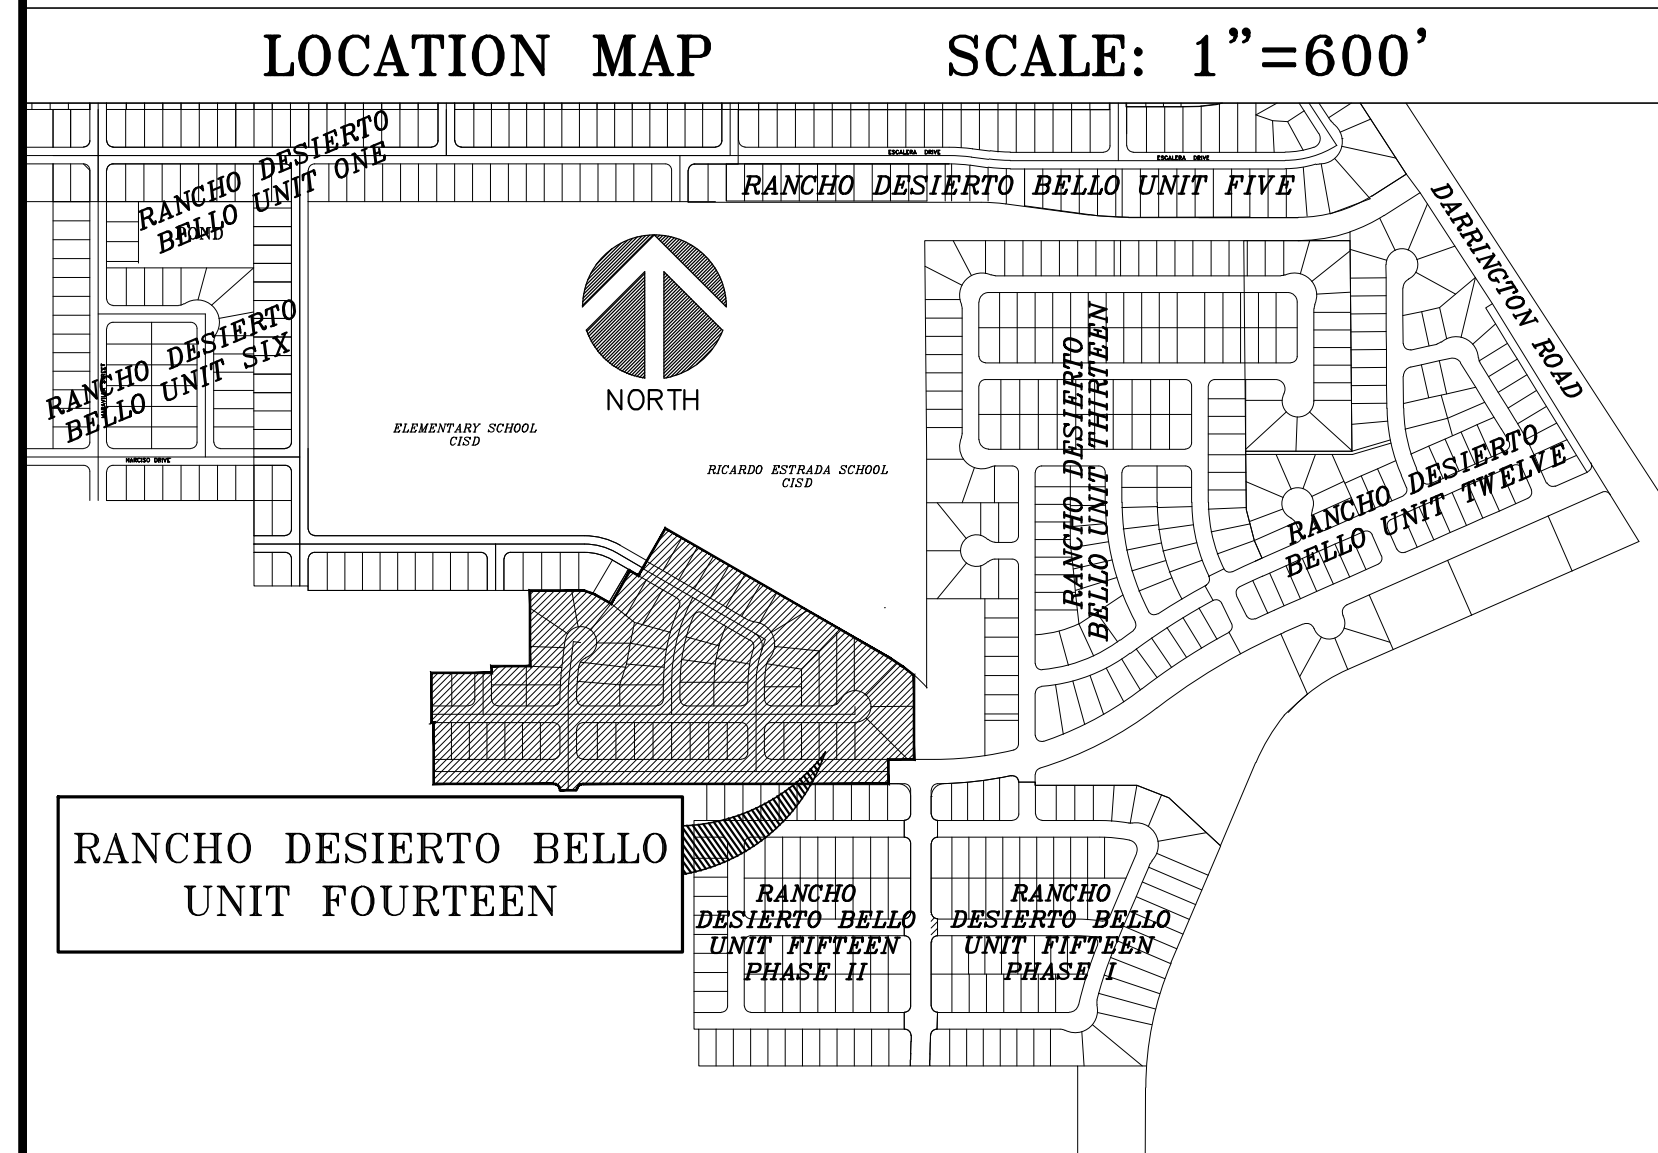 LOCATION MAP SCALE: 1”=600’
RANCHO DESIERTO
BELLO UNIT ONE
POND
ESCALERA DRIVE
ESCALERA DRIVE
RANCHO DESIERTO BELLO UNIT FIVE
DARRINGTON ROAD
RANCHO DESIERTO
BELLO UNIT SIX
NARCISO DRIVE
NORTH
ELEMENTARY SCHOOL
CISD
RICARDO ESTRADA SCHOOL
CISD
RANCHO DESIERTO
BELLO UNIT THIRTEEN
RANCHO DESIERTO
BELLO UNIT TWELVE
RANCHO DESIERTO BELLO
UNIT FOURTEEN
RANCHO
DESIERTO BELLO
UNIT FIFTEEN
PHASE II
RANCHO
DESIERTO BELLO
UNIT FIFTEEN
PHASE I